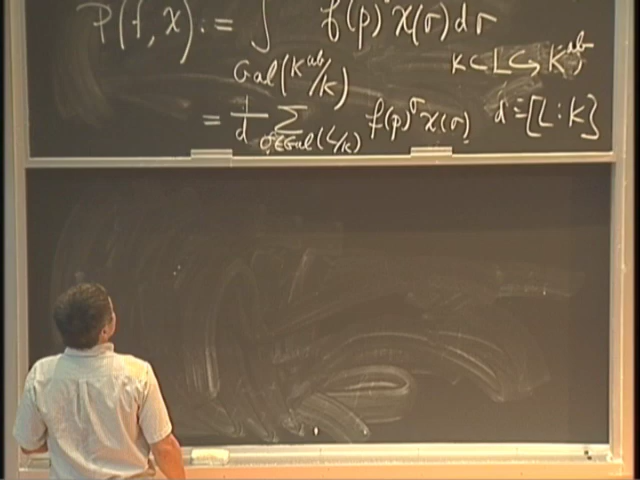 P(f, χ) := ∫ f(p)^σ χ(σ) dσ
Gal(K^ab/K)
K ⊂ L ↪ K^ab
= 1/d Σ f(p)^σ χ(σ) d = [L : K]
σ∈Gal(L/K)